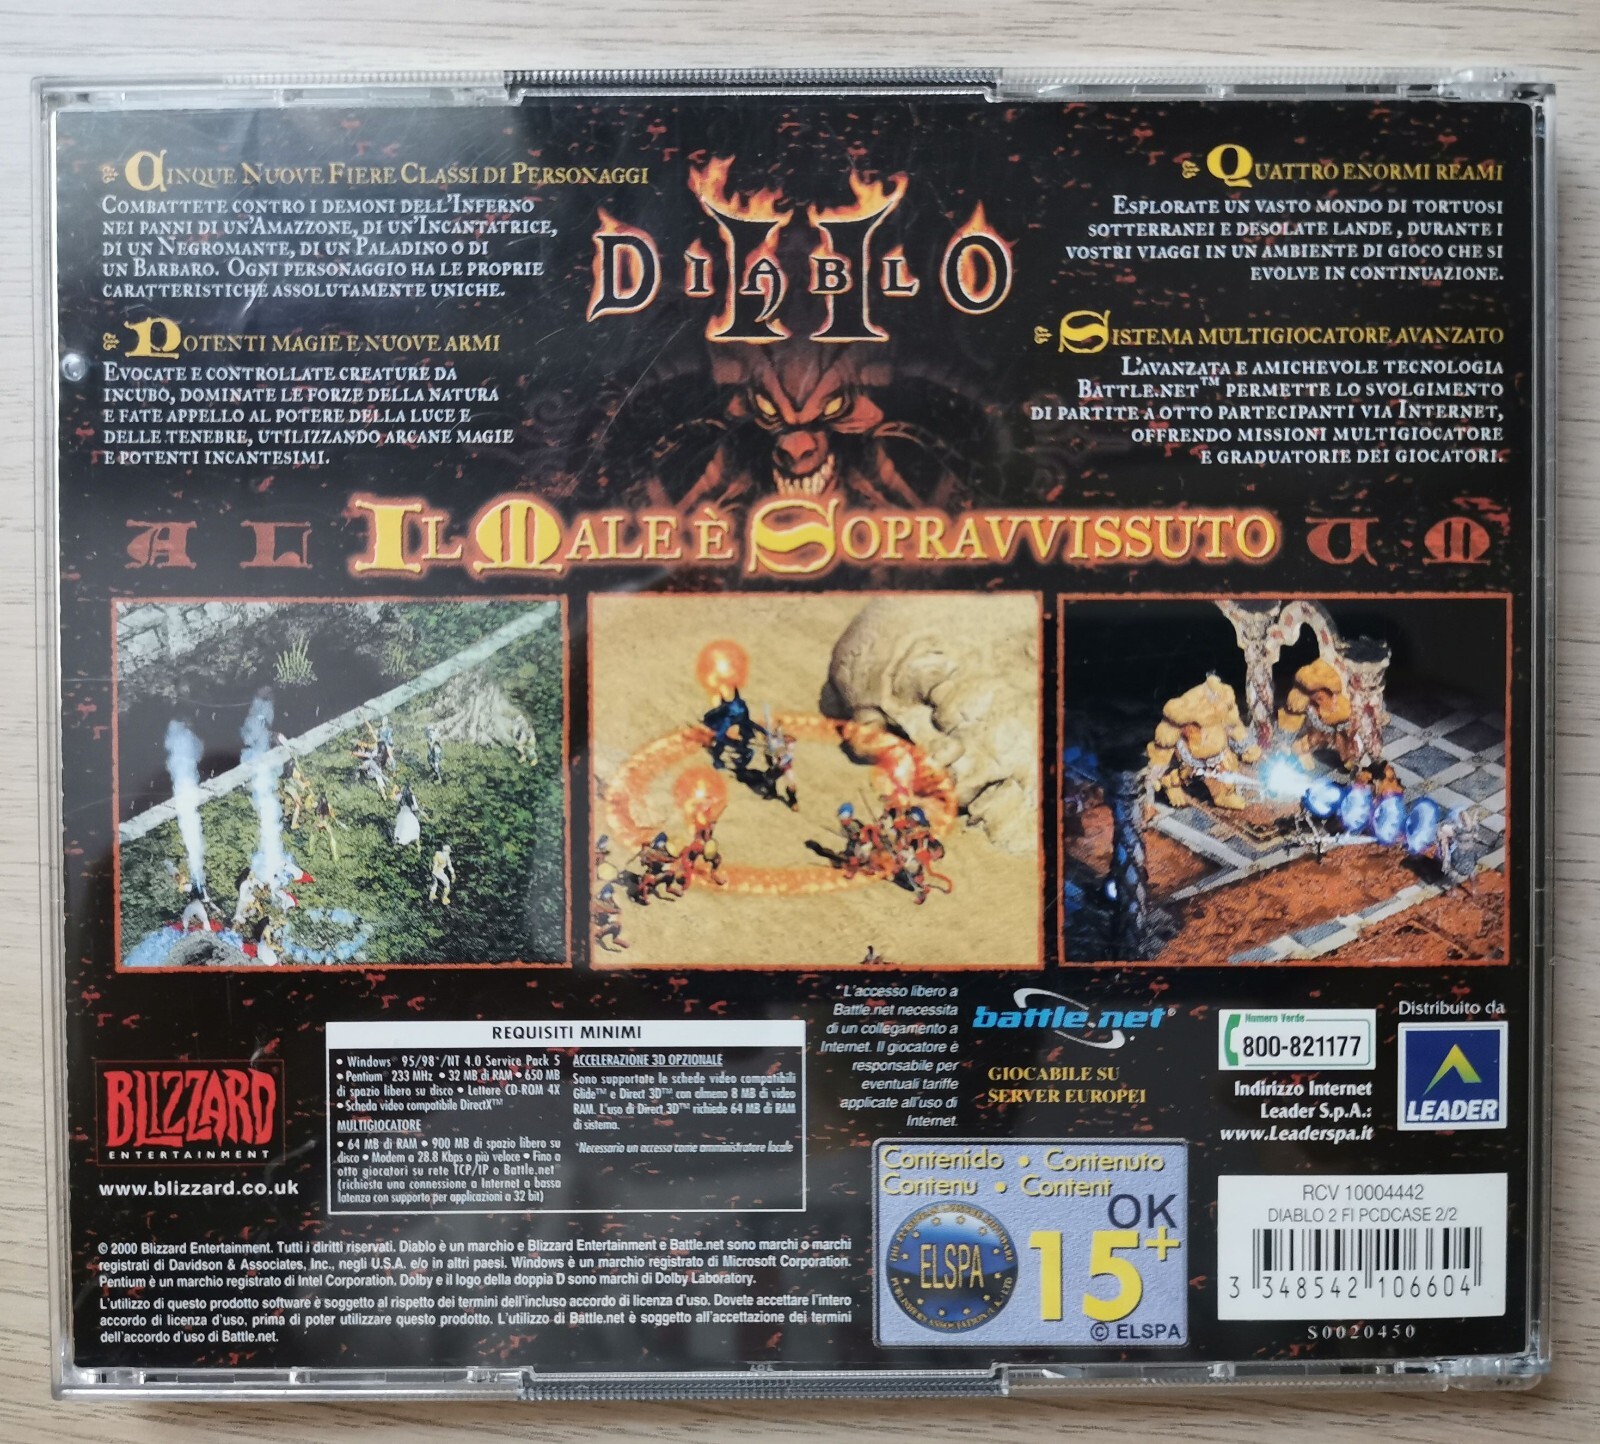 Cinque Nuove Fiere Classi di Personaggi
Combattete contro i demoni dell'Inferno
nei panni di un'Amazzone, di un'Incantatrice,
di un Negromante, di un Paladino o di
un Barbaro. Ogni personaggio ha le proprie
caratteristiche assolutamente uniche.
Potenti magie e nuove armi
Evocate e controllate creature da
incubo, dominate le forze della natura
e fate appello al potere della luce e
delle tenebre, utilizzando arcane magie
e potenti incantesimi.
DIABLO II
Quattro enormi reami
Esplorate un vasto mondo di tortuosi
sotterranei e desolate lande , durante i
vostri viaggi in un ambiente di gioco che si
evolve in continuazione.
Sistema multigiocatore avanzato
L'avanzata e amichevole tecnologia
Battle.net™ permette lo svolgimento
di partite a otto partecipanti via Internet,
offrendo missioni multigiocatore
e graduatorie dei giocatori.
A L Il Male è Sopravvissuto U M
REQUISITI MINIMI
• Windows® 95/98*/NT 4.0 Service Pack 5
• Pentium® 233 MHz • 32 MB di RAM • 650 MB
di spazio libero su disco • Lettore CD-ROM 4X
• Scheda video compatibile DirectX™
MULTIGIOCATORE
• 64 MB di RAM • 900 MB di spazio libero su
disco • Modem a 28.8 Kbps o più veloce • Fino a
otto giocatori su rete TCP/IP o Battle.net*
(richiesta una connessione a Internet a bassa
latenza con supporto per applicazioni a 32 bit)
ACCELERAZIONE 3D OPZIONALE
Sono supportate le schede video compatibili
Glide™ e Direct 3D™ con almeno 8 MB di video
RAM. L'uso di Direct 3D™ richiede 64 MB di RAM
di sistema.
*Necessario un accesso come amministratore locale
BLIZZARD
ENTERTAINMENT
www.blizzard.co.uk
*L'accesso libero a
Battle.net necessita
di un collegamento a
Internet. Il giocatore è
responsabile per
eventuali tariffe
applicate all'uso di
Internet.
battle.net®
GIOCABILE SU
SERVER EUROPEI
Numero Verde
800-821177
Indirizzo Internet
Leader S.p.A.:
www.Leaderspa.it
Distribuito da
LEADER
© 2000 Blizzard Entertainment. Tutti i diritti riservati. Diablo è un marchio e Blizzard Entertainment e Battle.net sono marchi o marchi
registrati di Davidson & Associates, Inc., negli U.S.A. e/o in altri paesi. Windows è un marchio registrato di Microsoft Corporation.
Pentium è un marchio registrato di Intel Corporation. Dolby e il logo della doppia D sono marchi di Dolby Laboratory.
L'utilizzo di questo prodotto software è soggetto al rispetto dei termini dell'incluso accordo di licenza d'uso. Dovete accettare l'intero
accordo di licenza d'uso, prima di poter utilizzare questo prodotto. L'utilizzo di Battle.net è soggetto all'accettazione dei termini
dell'accordo d'uso di Battle.net.
Contenido • Contenuto
Contenu • Content
OK
15+
ELSPA
© ELSPA
RCV 10004442
DIABLO 2 FI PCDCASE 2/2
3 348542 106604
S0020450